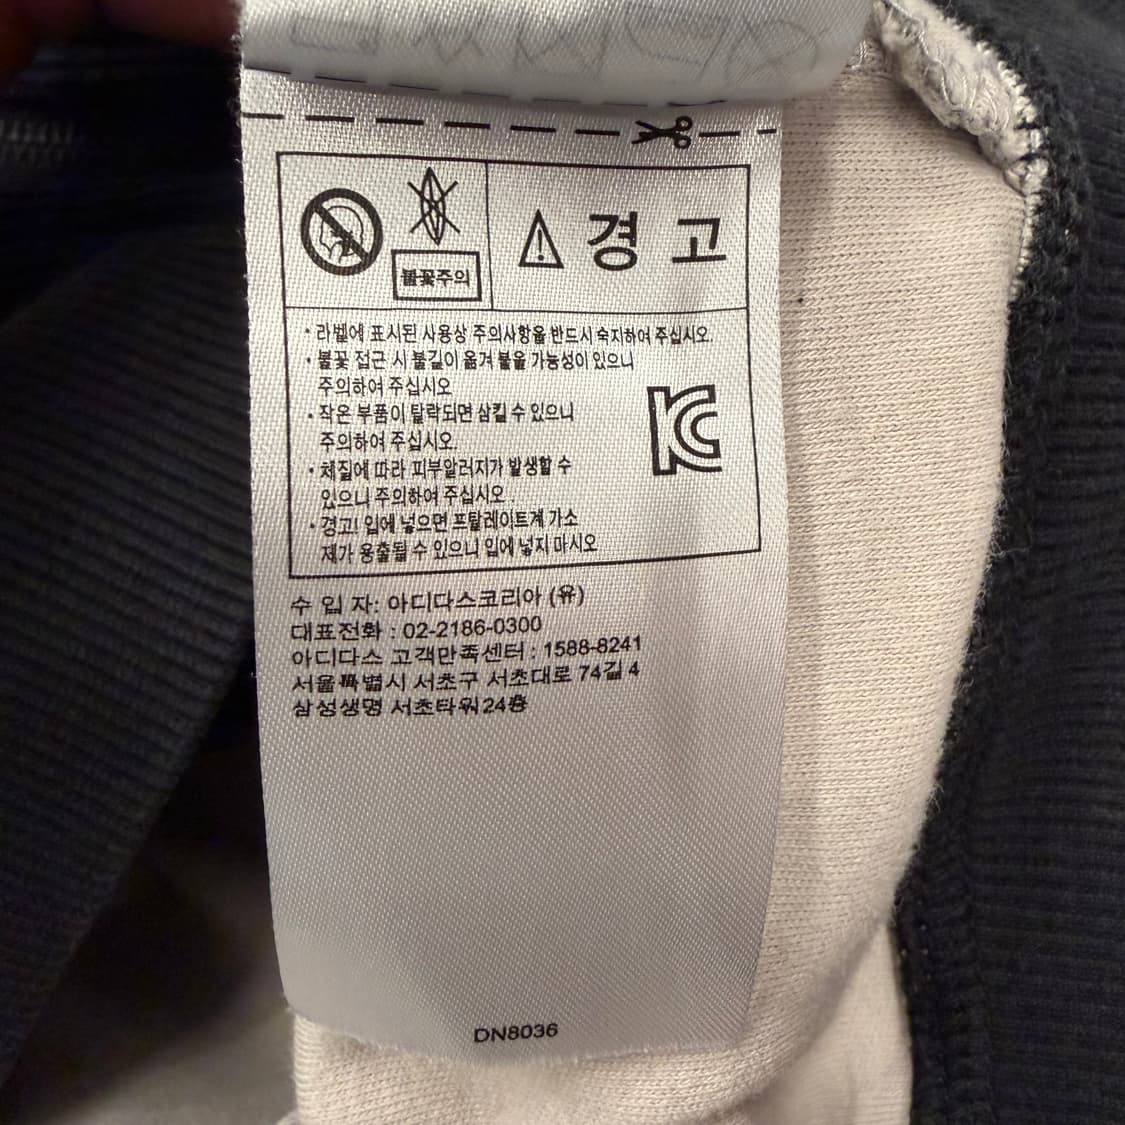 불꽃주의
경 고
• 라벨에 표시된 사용상 주의사항을 반드시 숙지하여 주십시오.
• 불꽃 접근 시 불길이 옮겨 붙을 가능성이 있으니
주의하여 주십시오
• 작은 부품이 탈락되면 삼킬 수 있으니
주의하여 주십시오
• 체질에 따라 피부알러지가 발생할 수
있으니 주의하여 주십시오.
• 경고! 입에 넣으면 프탈레이트계 가소
제가 용출될 수 있으니 입에 넣지 마시오
수 입 자: 아디다스코리아 (유)
대표전화 : 02-2186-0300
아디다스 고객만족센터 : 1588-8241
서울특별시 서초구 서초대로 74길 4
삼성생명 서초타워 24층
DN8036